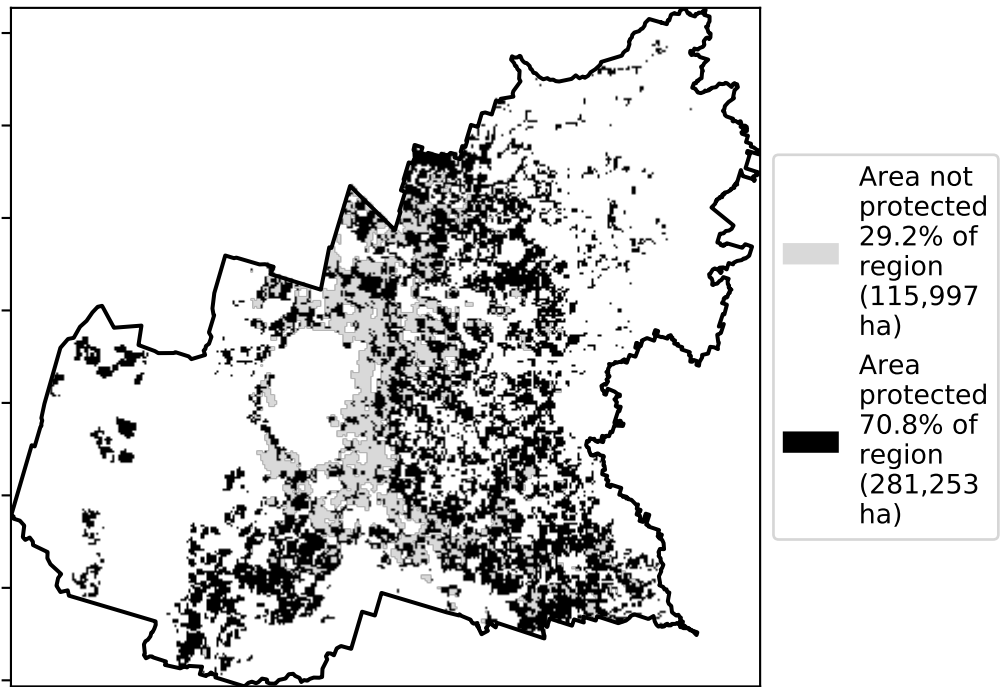 Area not
protected
29.2% of
region
(115,997
ha)
Area
protected
70.8% of
region
(281,253
ha)